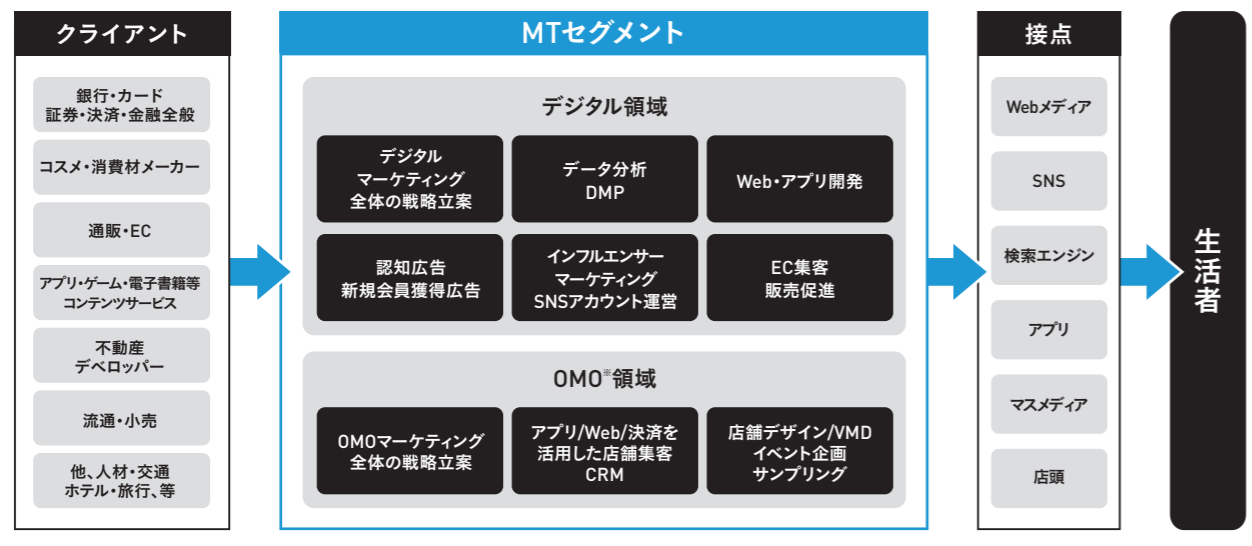 クライアント
銀行・カード
証券・決済・金融全般
コスメ・消費材メーカー
通販・EC
アプリ・ゲーム・電子書籍等
コンテンツサービス
不動産
デベロッパー
流通・小売
他、人材・交通
ホテル・旅行、等
MTセグメント
デジタル領域
デジタル
マーケティング
全体の戦略立案
データ分析
DMP
Web・アプリ開発
認知広告
新規会員獲得広告
インフルエンサー
マーケティング
SNSアカウント運営
EC集客
販売促進
OMO※領域
OMOマーケティング
全体の戦略立案
アプリ/Web/決済を
活用した店舗集客
CRM
店舗デザイン/VMD
イベント企画
サンプリング
接点
Webメディア
SNS
検索エンジン
アプリ
マスメディア
店頭
生活者